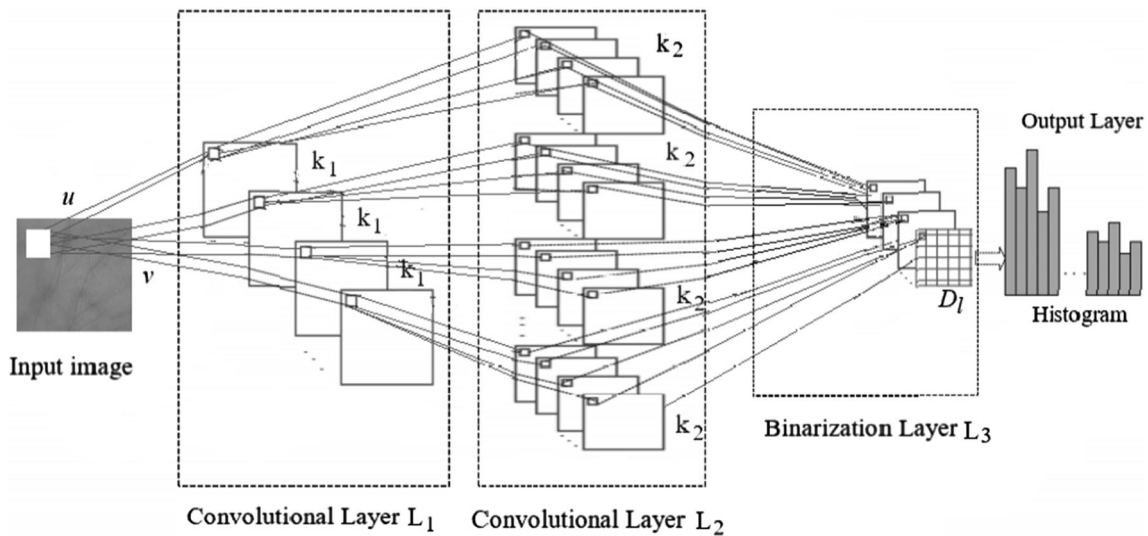 k₂
Output Layer
k₁
k₂
u
k₁
v
k₁
k₂
Dₗ
Histogram
Input image
k₂
Binarization Layer L₃
Convolutional Layer L₁
Convolutional Layer L₂